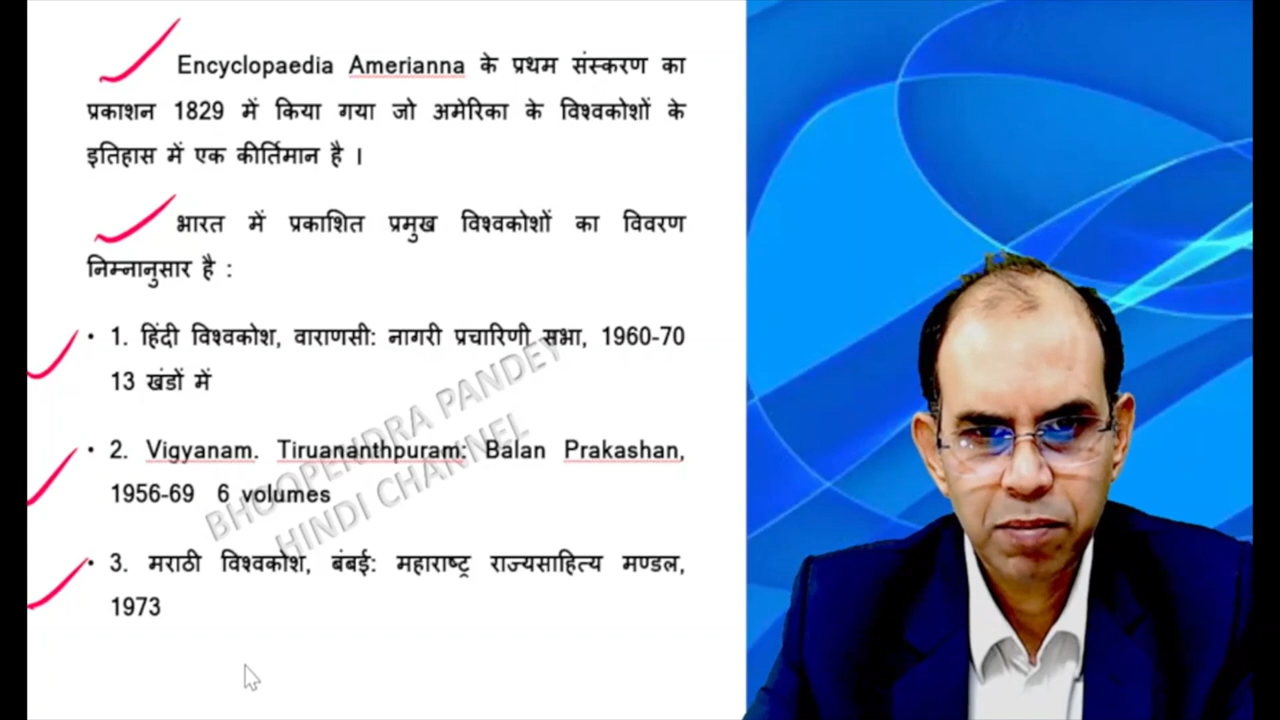 Encyclopaedia Amerianna के प्रथम संस्करण का
प्रकाशन 1829 में किया गया जो अमेरिका के विश्वकोशों के
इतिहास में एक कीर्तिमान है ।
भारत में प्रकाशित प्रमुख विश्वकोशों का विवरण
निम्नानुसार है :
• 1. हिंदी विश्वकोश, वाराणसी: नागरी प्रचारिणी सभा, 1960-70
13 खंडों में
• 2. Vigyanam. Tiruananthpuram: Balan Prakashan,
1956-69 6 volumes
• 3. मराठी विश्वकोश, बंबई: महाराष्ट्र राज्यसाहित्य मण्डल,
1973
BHOOPENDRA PANDEY
HINDI CHANNEL